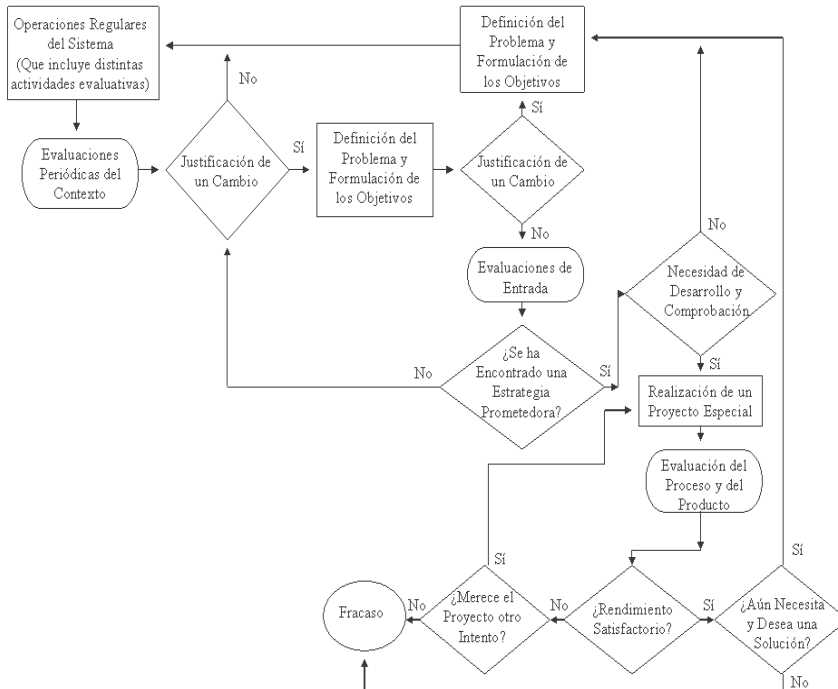 Operaciones Regulares
del Sistema
(Que incluye distintas
actividades evaluativas)
Definición del
Problema y
Formulación de
los Objetivos
No
Sí
Evaluaciones
Periódicas del
Contexto
Justificación de
un Cambio
Sí
Definición del
Problema y
Formulación de
los Objetivos
Justificación de
un Cambio
No
No
Evaluaciones de
Entrada
Necesidad de
Desarrollo y
Comprobación
No
¿Se ha
Encontrado una
Estrategia
Prometedora?
Sí
Sí
Realización de un
Proyecto Especial
Evaluación del
Proceso y del
Producto
Sí
Sí
Fracaso
No
¿Merece el
Proyecto otro
Intento?
No
¿Rendimiento
Satisfactorio?
Sí
¿Aún Necesita
y Desea una
Solución?
No